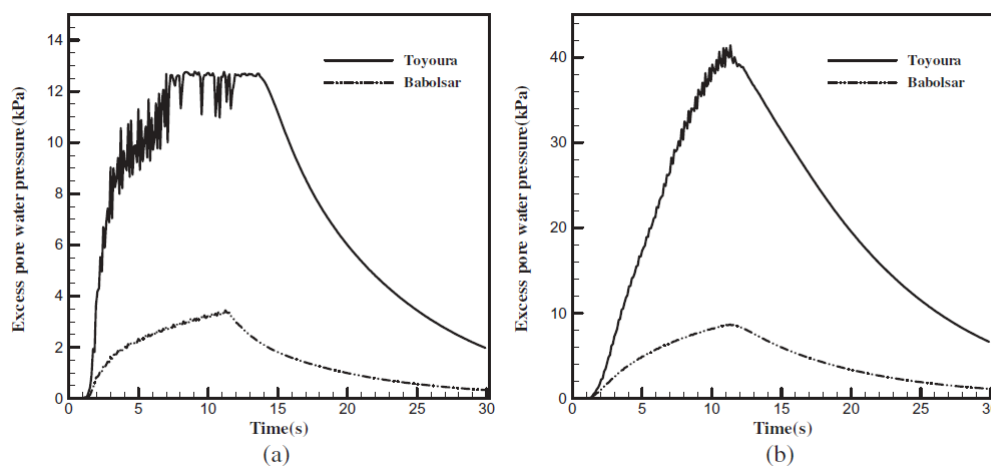 14
12
10
8
6
4
2
0
Excess pore water pressure(kPa)
Toyoura
Babolsar
0 5 10 15 20 25 30
Time(s)
(a)
40
30
20
10
0
Excess pore water pressure(kPa)
Toyoura
Babolsar
0 5 10 15 20 25 30
Time(s)
(b)